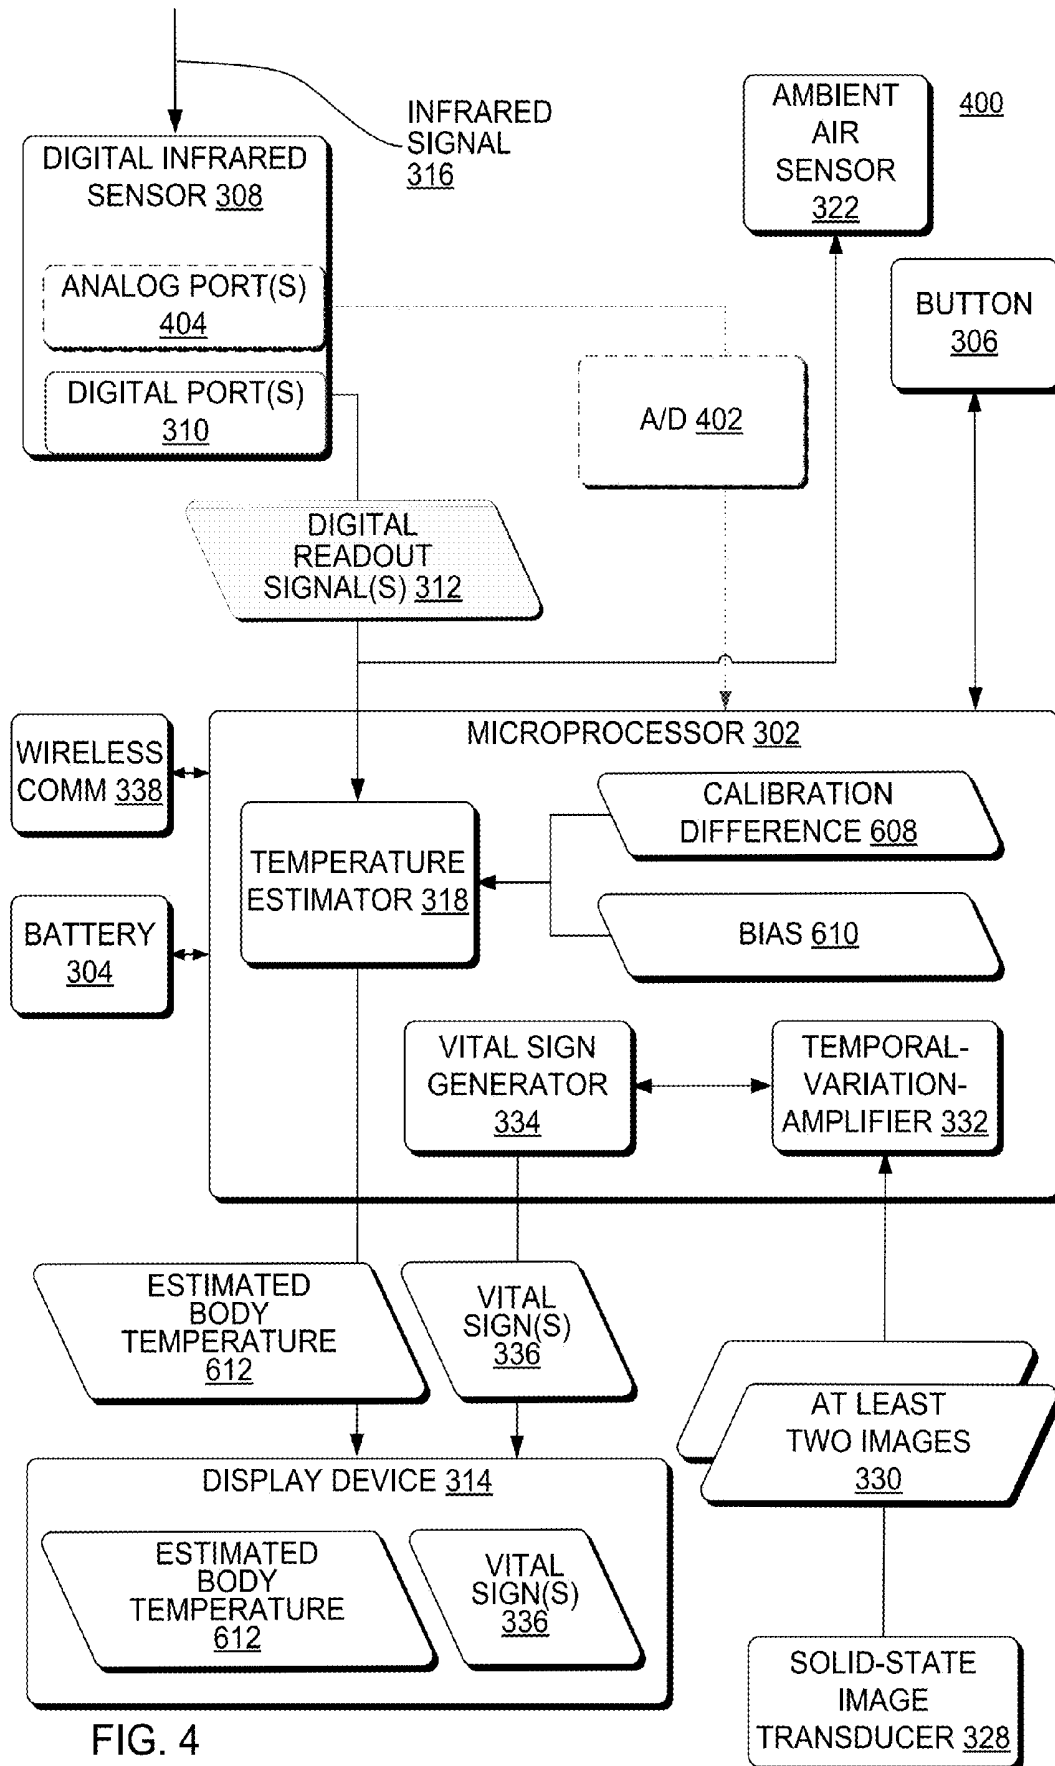 INFRARED
SIGNAL
316
AMBIENT
AIR
SENSOR
322
400
DIGITAL INFRARED
SENSOR 308
ANALOG PORT(S)
404
DIGITAL PORT(S)
310
BUTTON
306
A/D 402
DIGITAL
READOUT
SIGNAL(S) 312
MICROPROCESSOR 302
WIRELESS
COMM 338
CALIBRATION
DIFFERENCE 608
TEMPERATURE
ESTIMATOR 318
BATTERY
304
BIAS 610
VITAL SIGN
GENERATOR
334
TEMPORAL-
VARIATION-
AMPLIFIER 332
ESTIMATED
BODY
TEMPERATURE
612
VITAL
SIGN(S)
336
AT LEAST
TWO IMAGES
330
DISPLAY DEVICE 314
ESTIMATED
BODY
TEMPERATURE
612
VITAL
SIGN(S)
336
SOLID-STATE
IMAGE
TRANSDUCER 328
FIG. 4